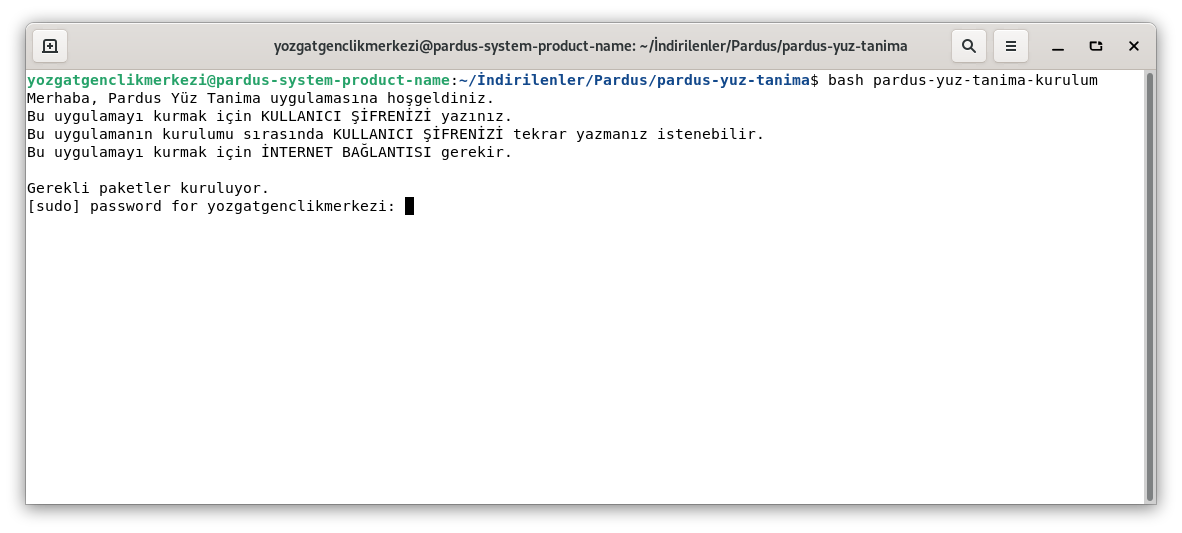 yozgatgenclikmerkezi@pardus-system-product-name: ~/İndirilenler/Pardus/pardus-yuz-tanima
yozgatgenclikmerkezi@pardus-system-product-name:~/İndirilenler/Pardus/pardus-yuz-tanima$ bash pardus-yuz-tanima-kurulum
Merhaba, Pardus Yüz Tanima uygulamasına hoşgeldiniz.
Bu uygulamayı kurmak için KULLANICI ŞİFRENİZİ yazınız.
Bu uygulamanın kurulumu sırasında KULLANICI ŞİFRENİZİ tekrar yazmanız istenebilir.
Bu uygulamayı kurmak için İNTERNET BAĞLANTISI gerekir.
Gerekli paketler kuruluyor.
[sudo] password for yozgatgenclikmerkezi: